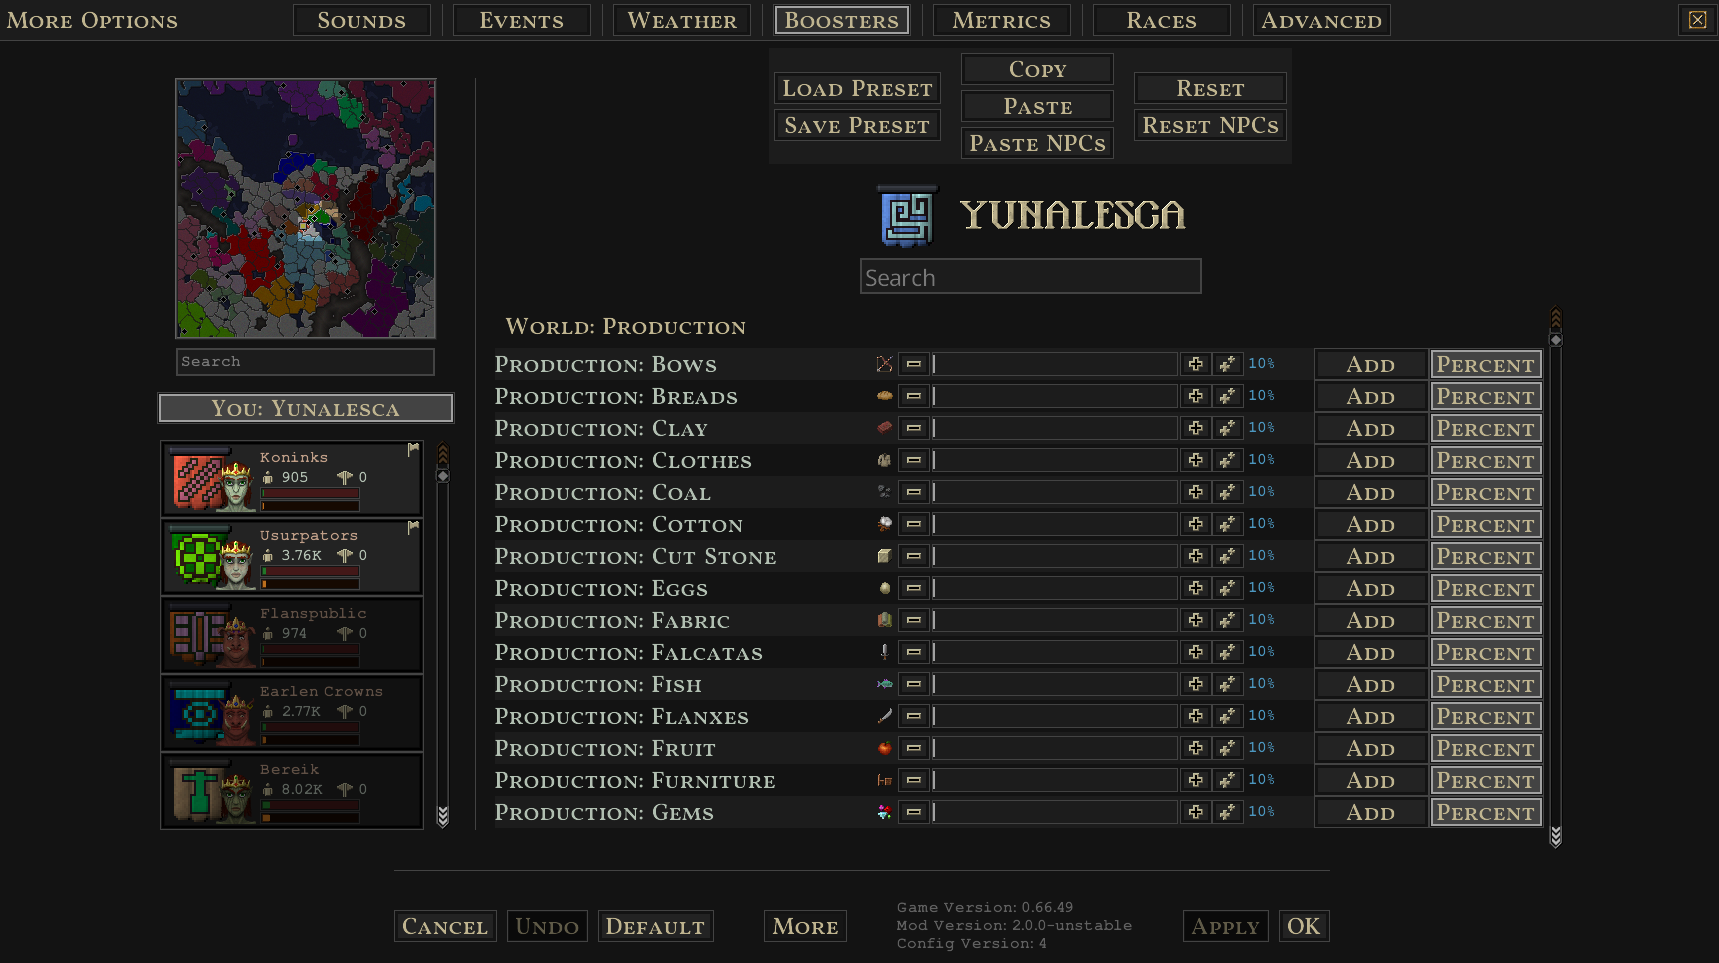 More Options
Sounds
Events
Weather
Boosters
Metrics
Races
Advanced
Load Preset
Save Preset
Copy
Paste
Paste NPCs
Reset
Reset NPCs
Yunalesca
Search
Search
You: Yunalesca
Koninks
905 0
Usurpators
3.76K 0
Flanspublic
974 0
Earlen Crowns
2.77K 0
Bereik
8.02K 0
World: Production
Production: Bows 10% Add Percent
Production: Breads 10% Add Percent
Production: Clay 10% Add Percent
Production: Clothes 10% Add Percent
Production: Coal 10% Add Percent
Production: Cotton 10% Add Percent
Production: Cut Stone 10% Add Percent
Production: Eggs 10% Add Percent
Production: Fabric 10% Add Percent
Production: Falcatas 10% Add Percent
Production: Fish 10% Add Percent
Production: Flanxes 10% Add Percent
Production: Fruit 10% Add Percent
Production: Furniture 10% Add Percent
Production: Gems 10% Add Percent
Cancel
Undo
Default
More
Game Version: 0.66.49
Mod Version: 2.0.0-unstable
Config Version: 4
Apply
OK